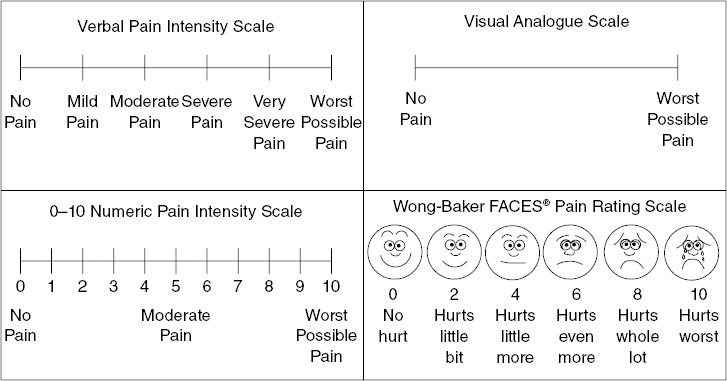 Verbal Pain Intensity Scale
No Pain
Mild Pain
Moderate Pain
Severe Pain
Very Severe Pain
Worst Possible Pain
Visual Analogue Scale
No Pain
Worst Possible Pain
0–10 Numeric Pain Intensity Scale
0 1 2 3 4 5 6 7 8 9 10
No Pain
Moderate Pain
Worst Possible Pain
Wong-Baker FACES® Pain Rating Scale
0 2 4 6 8 10
No hurt
Hurts little bit
Hurts little more
Hurts even more
Hurts whole lot
Hurts worst